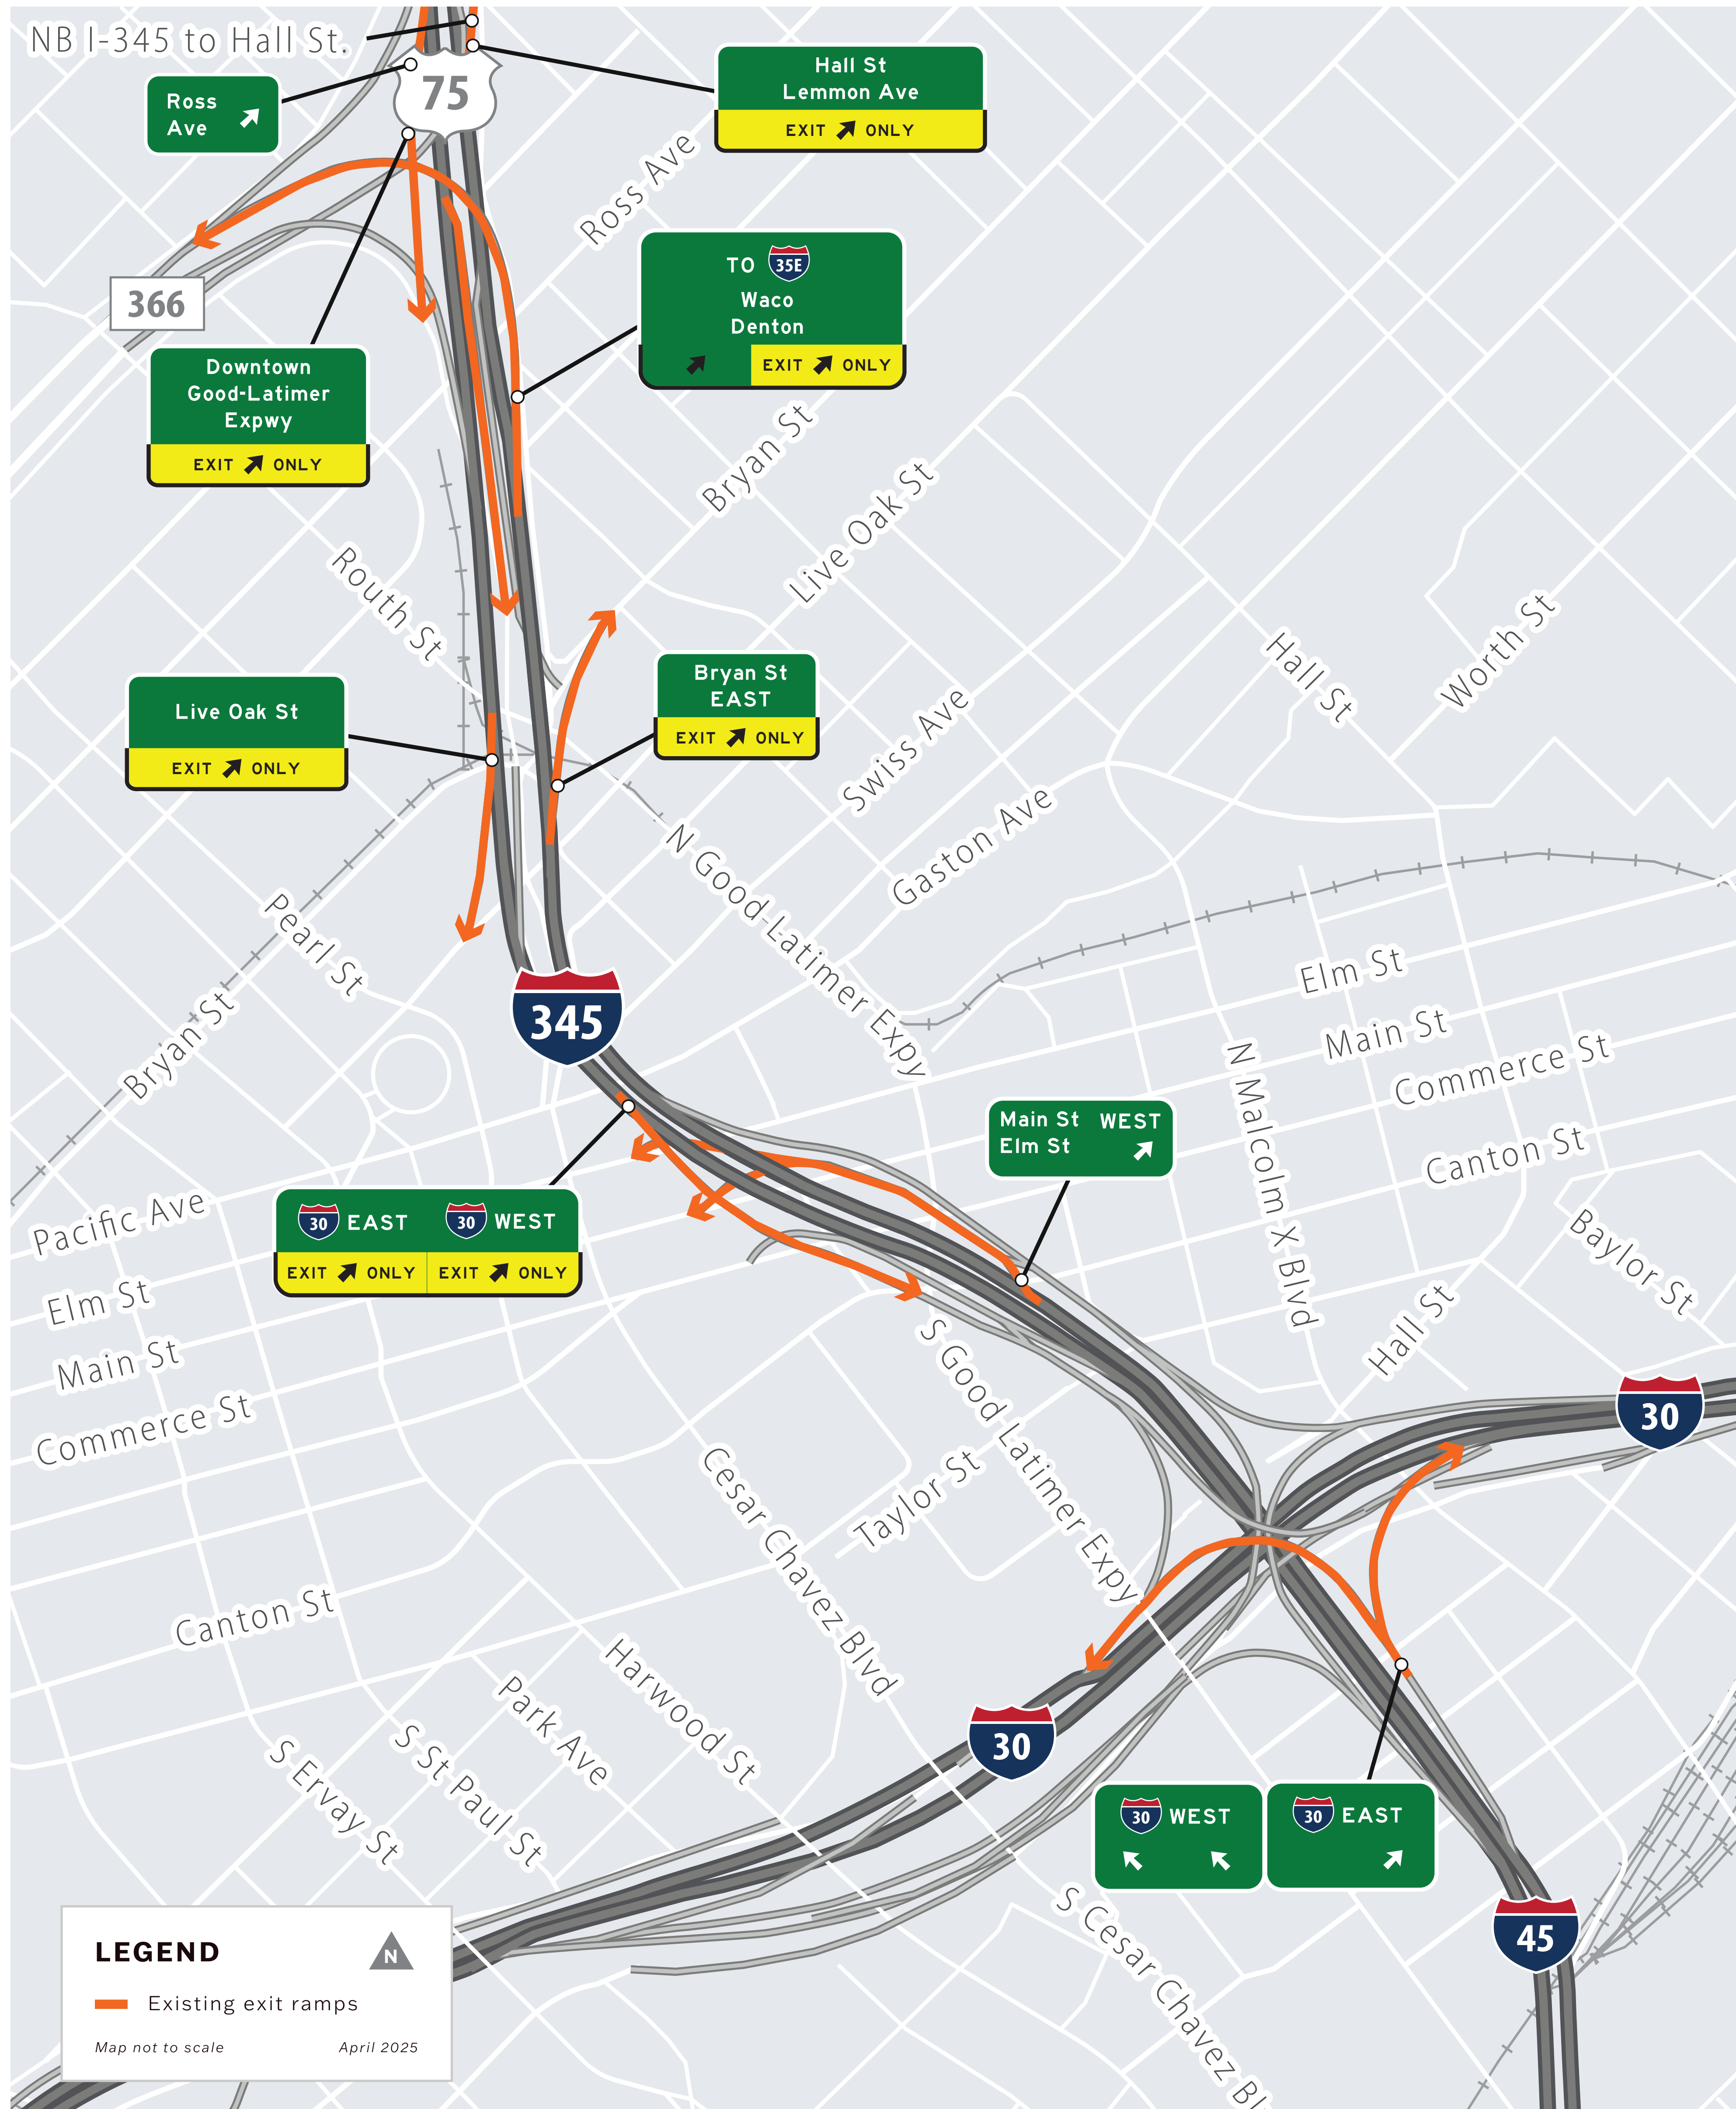 NB I-345 to Hall St.
75
Hall St
Lemmon Ave
EXIT ONLY
Ross
Ave
Ross Ave
TO 35E
Waco
Denton
EXIT ONLY
366
Downtown
Good-Latimer
Expwy
EXIT ONLY
Bryan St
Live Oak St
Routh St
Hall St
Worth St
Bryan St
EAST
EXIT ONLY
Live Oak St
EXIT ONLY
Swiss Ave
Gaston Ave
N Good-Latimer Expy
Pearl St
Bryan St
345
Elm St
Main St
Commerce St
Canton St
N Malcolm X Blvd
Main St WEST
Elm St
Baylor St
Hall St
Pacific Ave
Elm St
Main St
Commerce St
30 EAST 30 WEST
EXIT ONLY EXIT ONLY
S Good Latimer Expy
30
Cesar Chavez Blvd
Taylor St
Canton St
Harwood St
Park Ave
S St Paul St
S Ervay St
30
30 WEST
30 EAST
S Cesar Chavez Bl
45
LEGEND
N
Existing exit ramps
Map not to scale April 2025